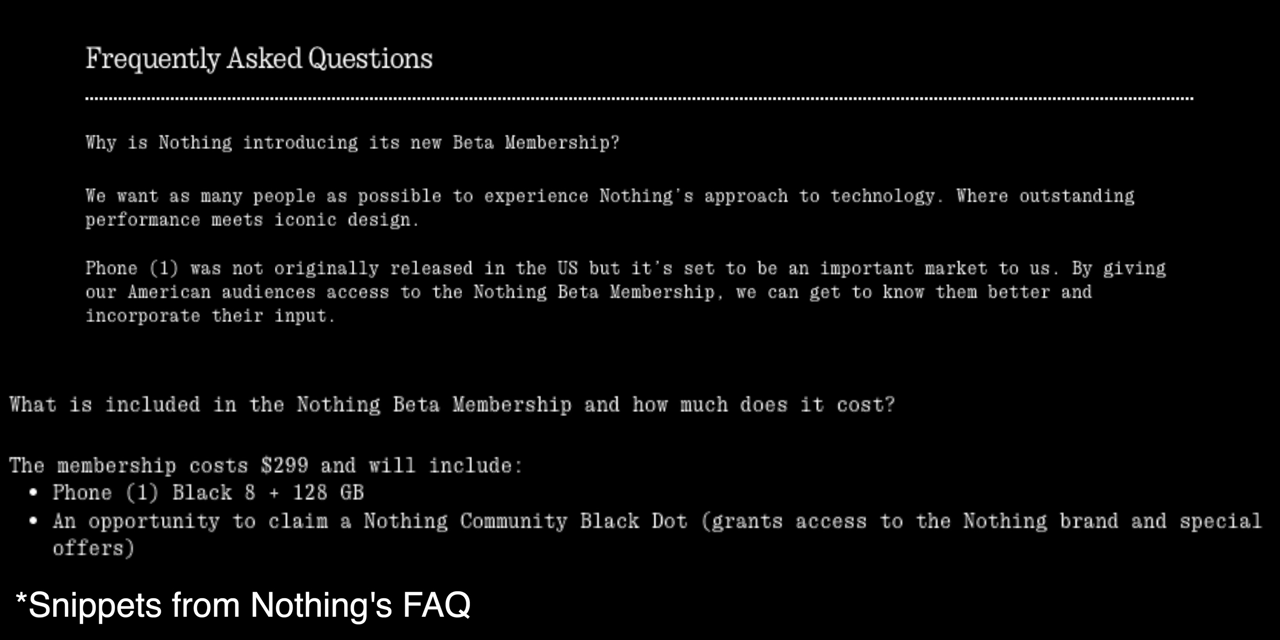 Frequently Asked Questions
Why is Nothing introducing its new Beta Membership?
We want as many people as possible to experience Nothing's approach to technology. Where outstanding
performance meets iconic design.
Phone (1) was not originally released in the US but it's set to be an important market to us. By giving
our American audiences access to the Nothing Beta Membership, we can get to know them better and
incorporate their input.
What is included in the Nothing Beta Membership and how much does it cost?
The membership costs $299 and will include:
• Phone (1) Black 8 + 128 GB
• An opportunity to claim a Nothing Community Black Dot (grants access to the Nothing brand and special
offers)
*Snippets from Nothing's FAQ